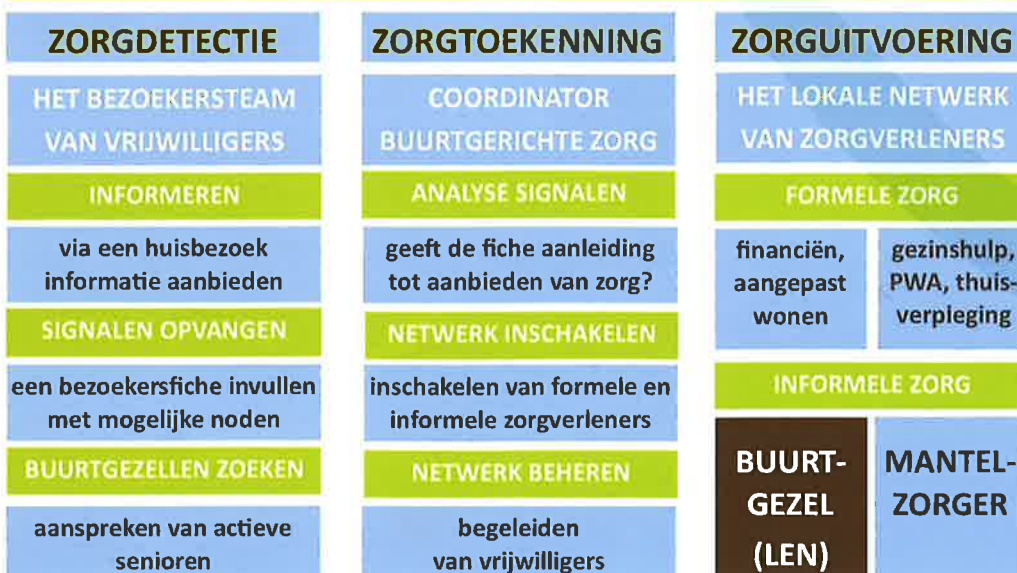 ZORGDETECTIE
HET BEZOEKERSTEAM
VAN VRIJWILLIGERS
INFORMEREN
via een huisbezoek
informatie aanbieden
SIGNALEN OPVANGEN
een bezoekersfiche invullen
met mogelijke noden
BUURTGEZELLEN ZOEKEN
aanspreken van actieve
senioren
ZORGTOEKENNING
COORDINATOR
BUURTGERICHTE ZORG
ANALYSE SIGNALEN
geeft de fiche aanleiding
tot aanbieden van zorg?
NETWERK INSCHAKELEN
inschakelen van formele en
informele zorgverleners
NETWERK BEHEREN
begeleiden
van vrijwilligers
ZORGUITVOERING
HET LOKALE NETWERK
VAN ZORGVERLENERS
FORMELE ZORG
financiën,
aangepast
wonen
gezinshulp,
PWA, thuis-
verpleging
INFORMELE ZORG
BUURT-
GEZEL
(LEN)
MANTEL-
ZORGER